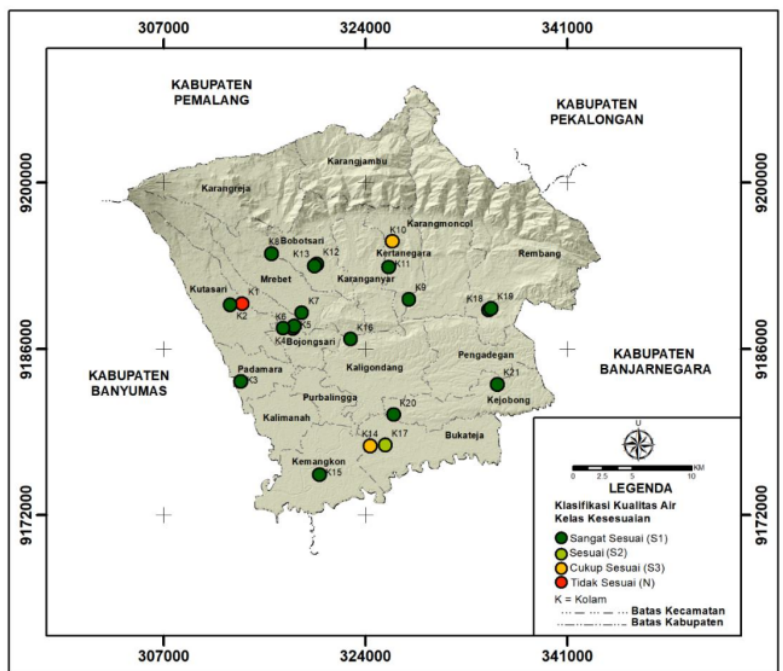 307000 324000 341000
KABUPATEN
PEMALANG
KABUPATEN
PEKALONGAN
9200000 9200000
Karangjambu
Karangreja
Karangmoncol
K10
Bobotsari
K8
K13 K12
Kertanegara
K11
Rembang
Mrebet
Karanganyar
Kutasari
K1
K2
K9
K7
K18 K19
K6
K5
K4
Bojongsari
K16
9186000 9186000
Pengadegan
KABUPATEN
BANJARNEGARA
KABUPATEN
BANYUMAS
Padamara
K3
Kaligondang
K21
Kejobong
Purbalingga
Kalimanah
K20
K14 K17
Bukateja
Kemangkon
K15
9172000 9172000
U
0 2.5 5 10 KM
LEGENDA
Klasifikasi Kualitas Air
Kelas Kesesuaian
Sangat Sesuai (S1)
Sesuai (S2)
Cukup Sesuai (S3)
Tidak Sesuai (N)
K = Kolam
Batas Kecamatan
Batas Kabupaten
307000 324000 341000